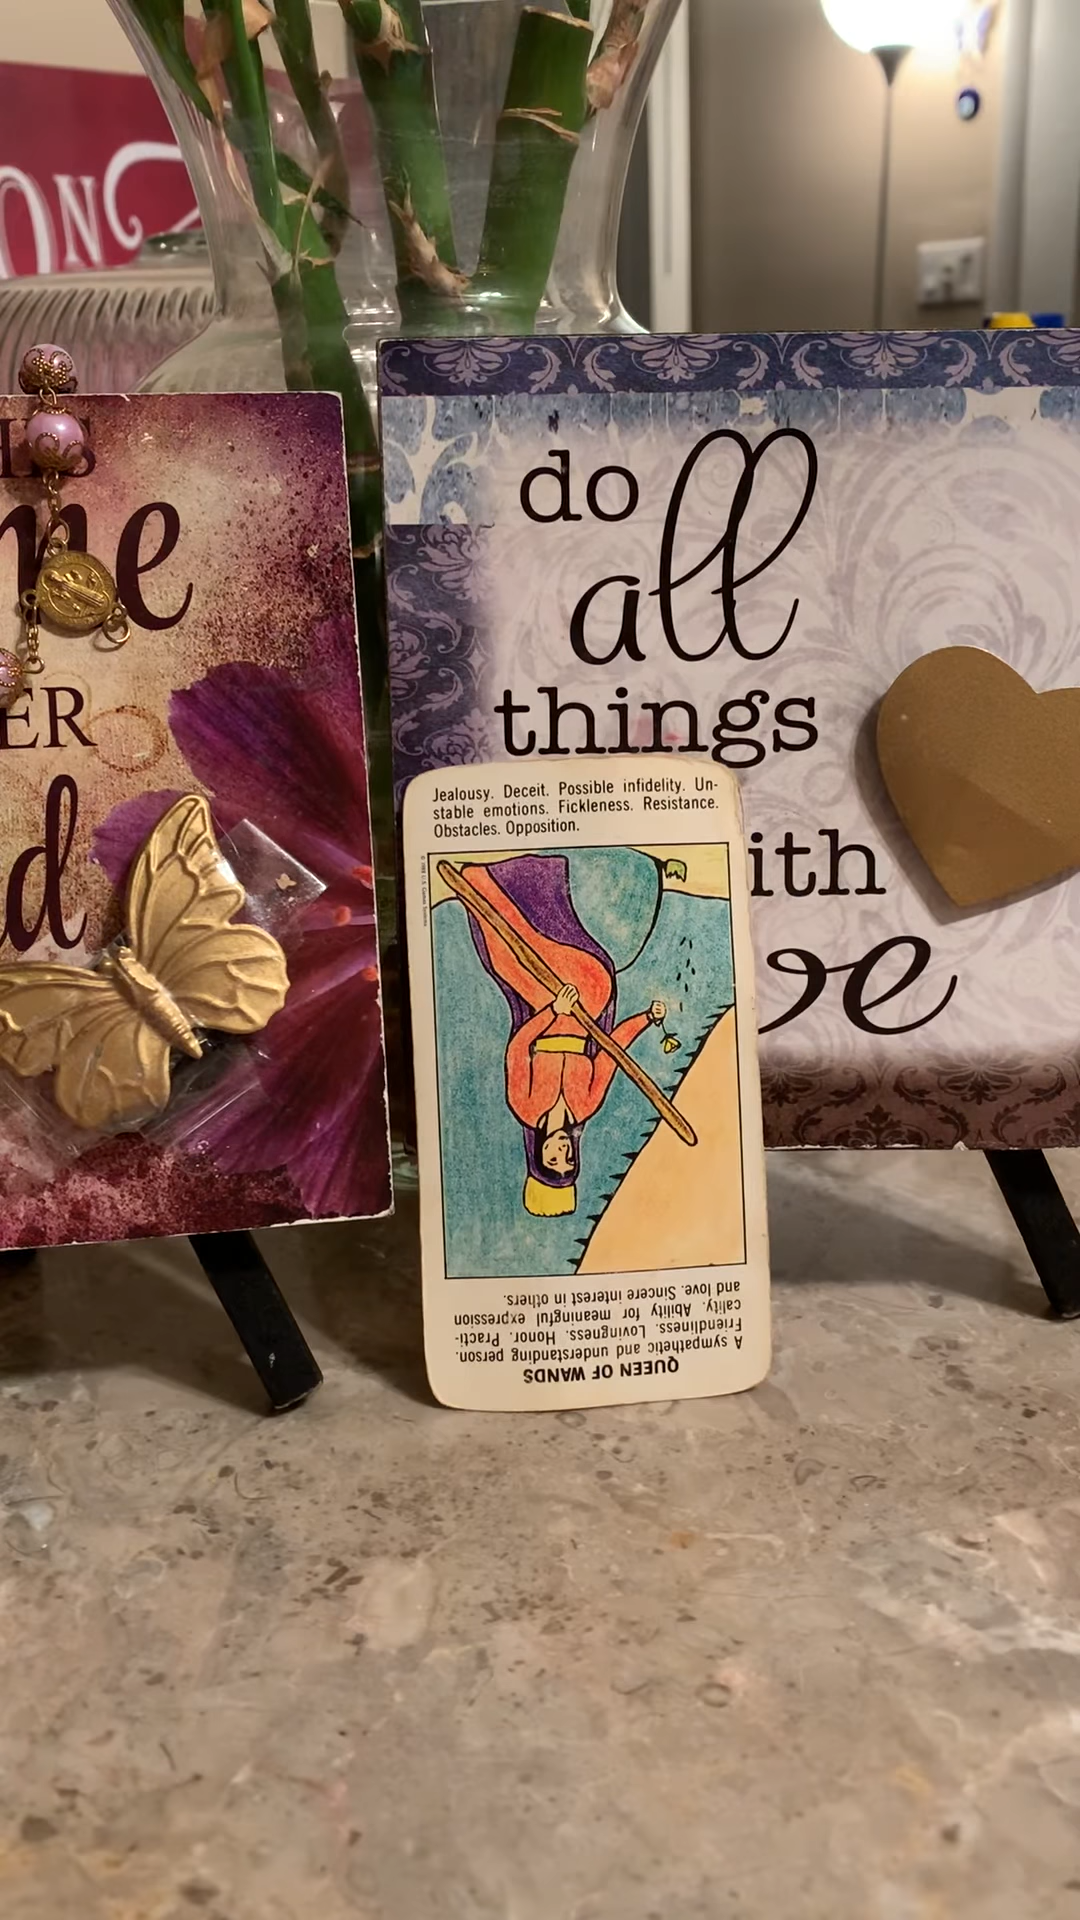 ON
me
ER
do
all
things
ith
ve
Jealousy. Deceit. Possible infidelity. Un-
stable emotions. Fickleness. Resistance.
Obstacles. Opposition.
QUEEN OF WANDS
A sympathetic and understanding person.
Friendliness. Lovingness. Honor. Practi-
cality. Ability for meaningful expression
and love. Sincere interest in others.